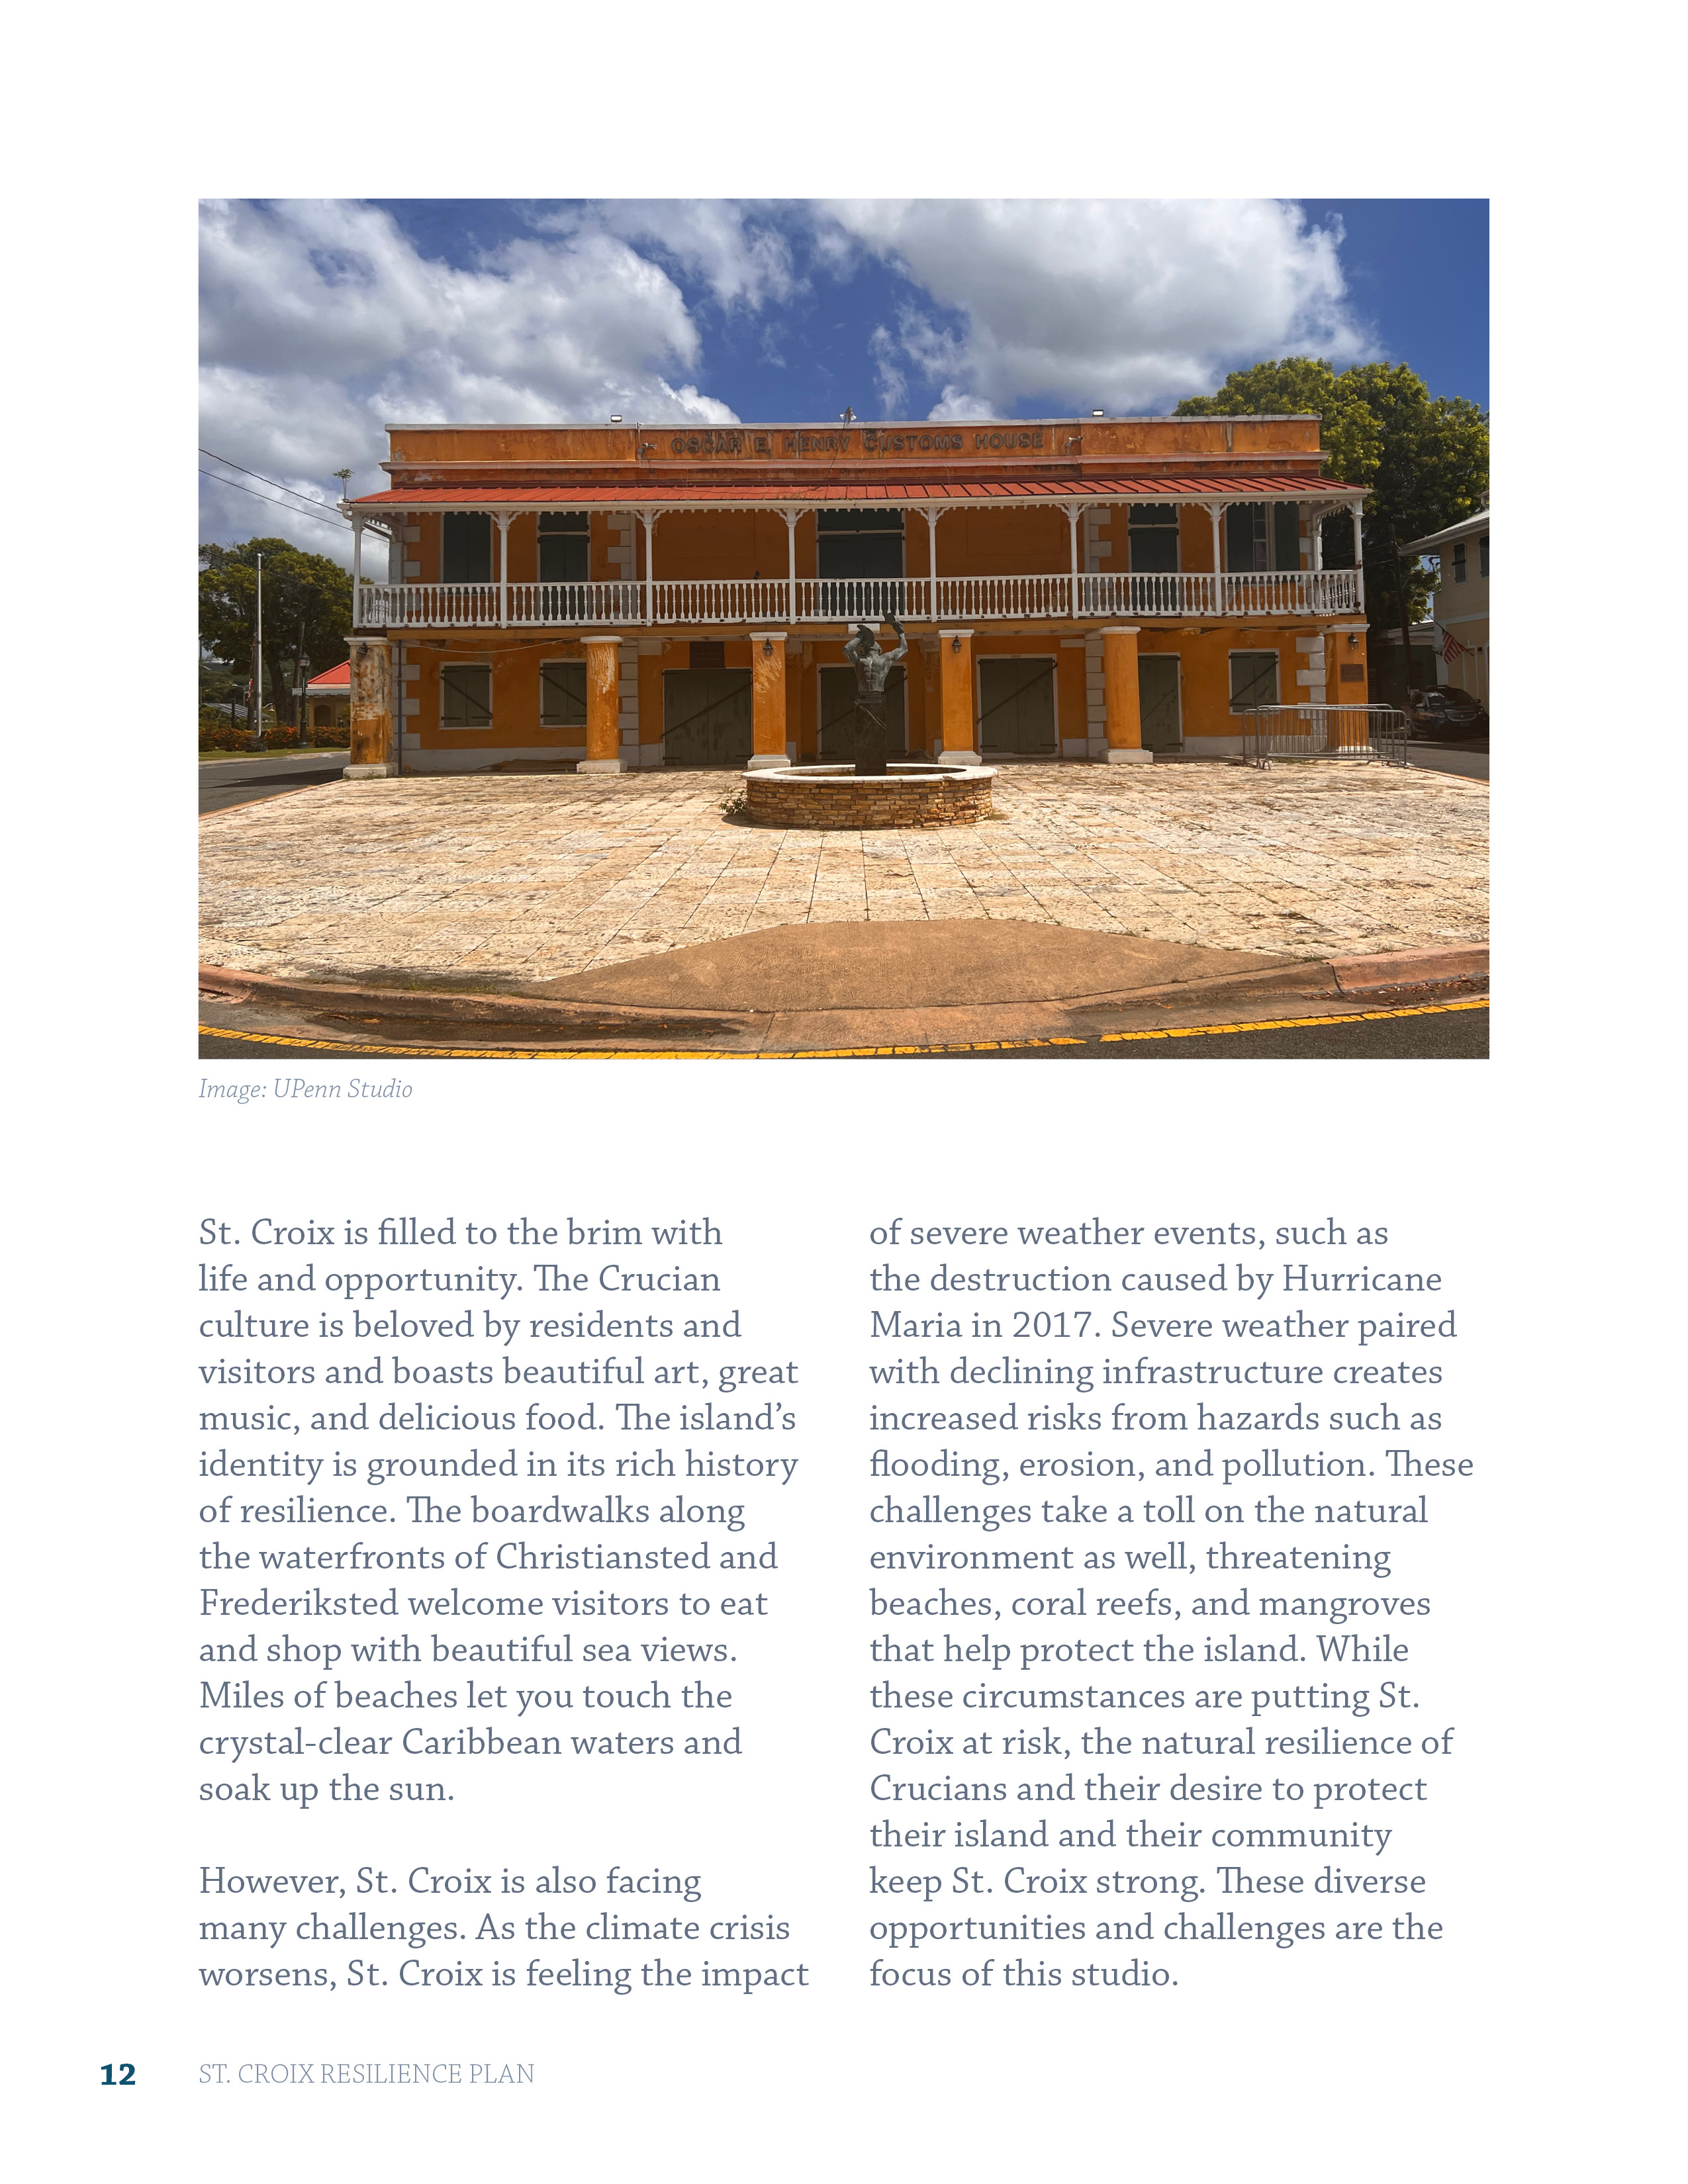 OSCAR E. HENRY CUSTOMS HOUSE
Image: UPenn Studio
St. Croix is filled to the brim with
life and opportunity. The Crucian
culture is beloved by residents and
visitors and boasts beautiful art, great
music, and delicious food. The island’s
identity is grounded in its rich history
of resilience. The boardwalks along
the waterfronts of Christiansted and
Frederiksted welcome visitors to eat
and shop with beautiful sea views.
Miles of beaches let you touch the
crystal-clear Caribbean waters and
soak up the sun.
However, St. Croix is also facing
many challenges. As the climate crisis
worsens, St. Croix is feeling the impact
of severe weather events, such as
the destruction caused by Hurricane
Maria in 2017. Severe weather paired
with declining infrastructure creates
increased risks from hazards such as
flooding, erosion, and pollution. These
challenges take a toll on the natural
environment as well, threatening
beaches, coral reefs, and mangroves
that help protect the island. While
these circumstances are putting St.
Croix at risk, the natural resilience of
Crucians and their desire to protect
their island and their community
keep St. Croix strong. These diverse
opportunities and challenges are the
focus of this studio.
12 ST. CROIX RESILIENCE PLAN